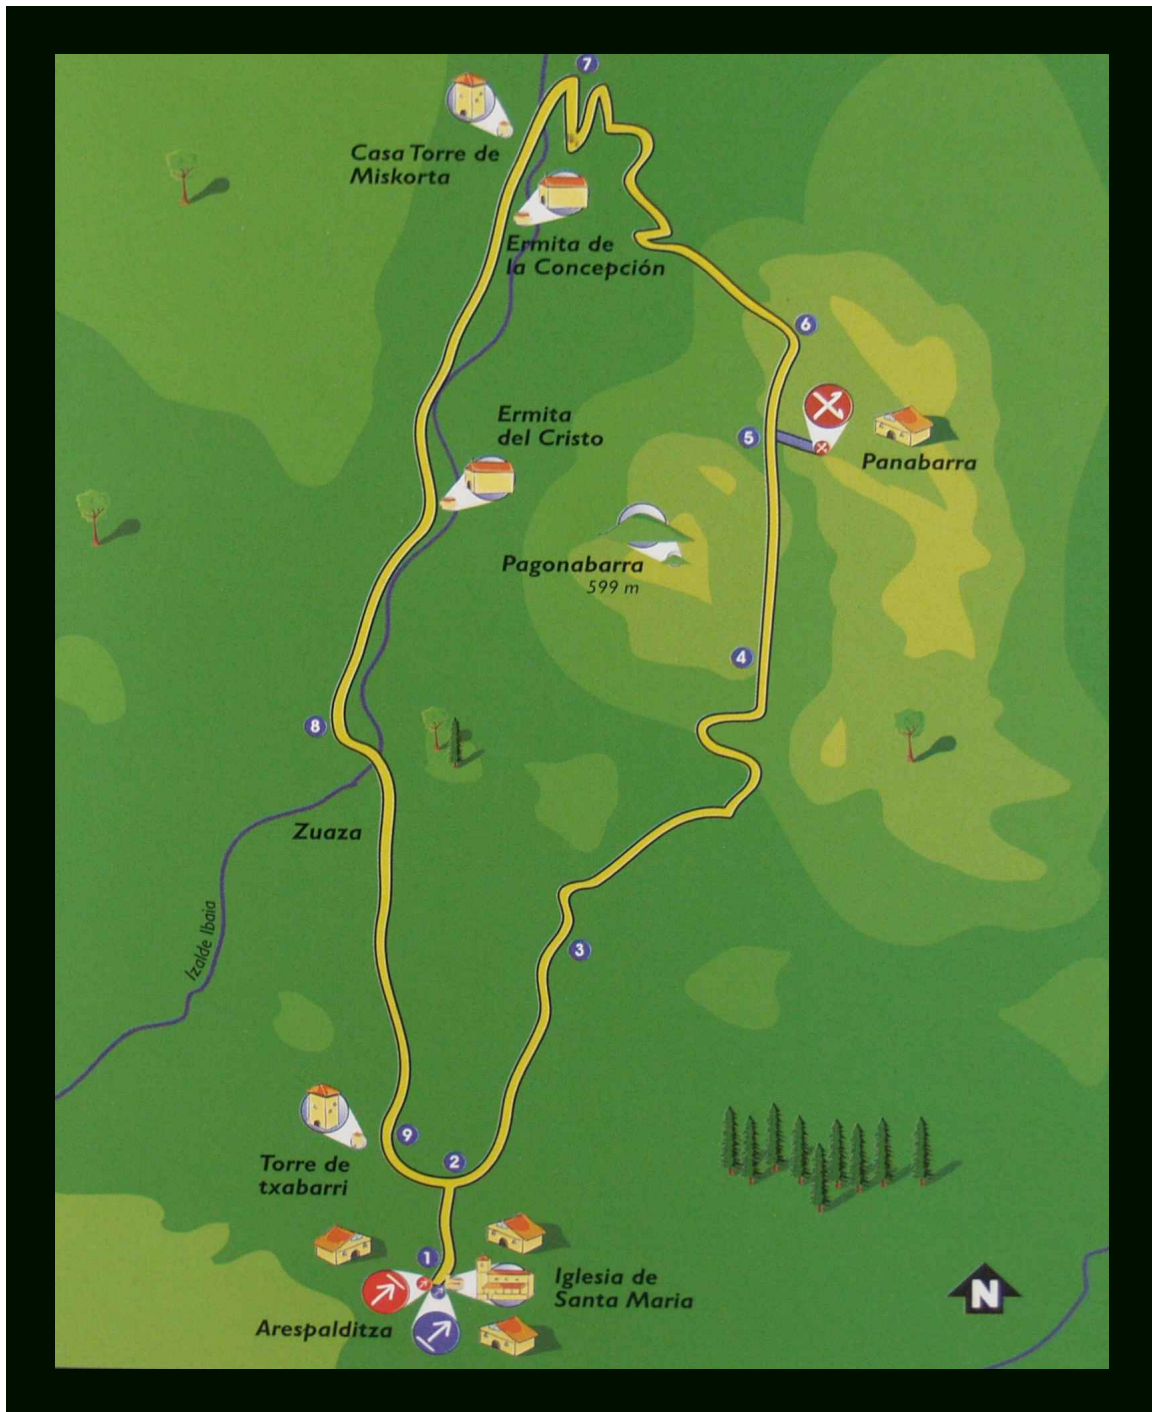 7
Casa Torre de
Miskorta
Ermita de
la Concepción
6
Ermita
del Cristo
5
Panabarra
Pagonabarra
599 m
4
8
Zuaza
Izalde Ibaia
3
9
2
Torre de
txabarri
1
Iglesia de
Santa Maria
Arespalditza
N